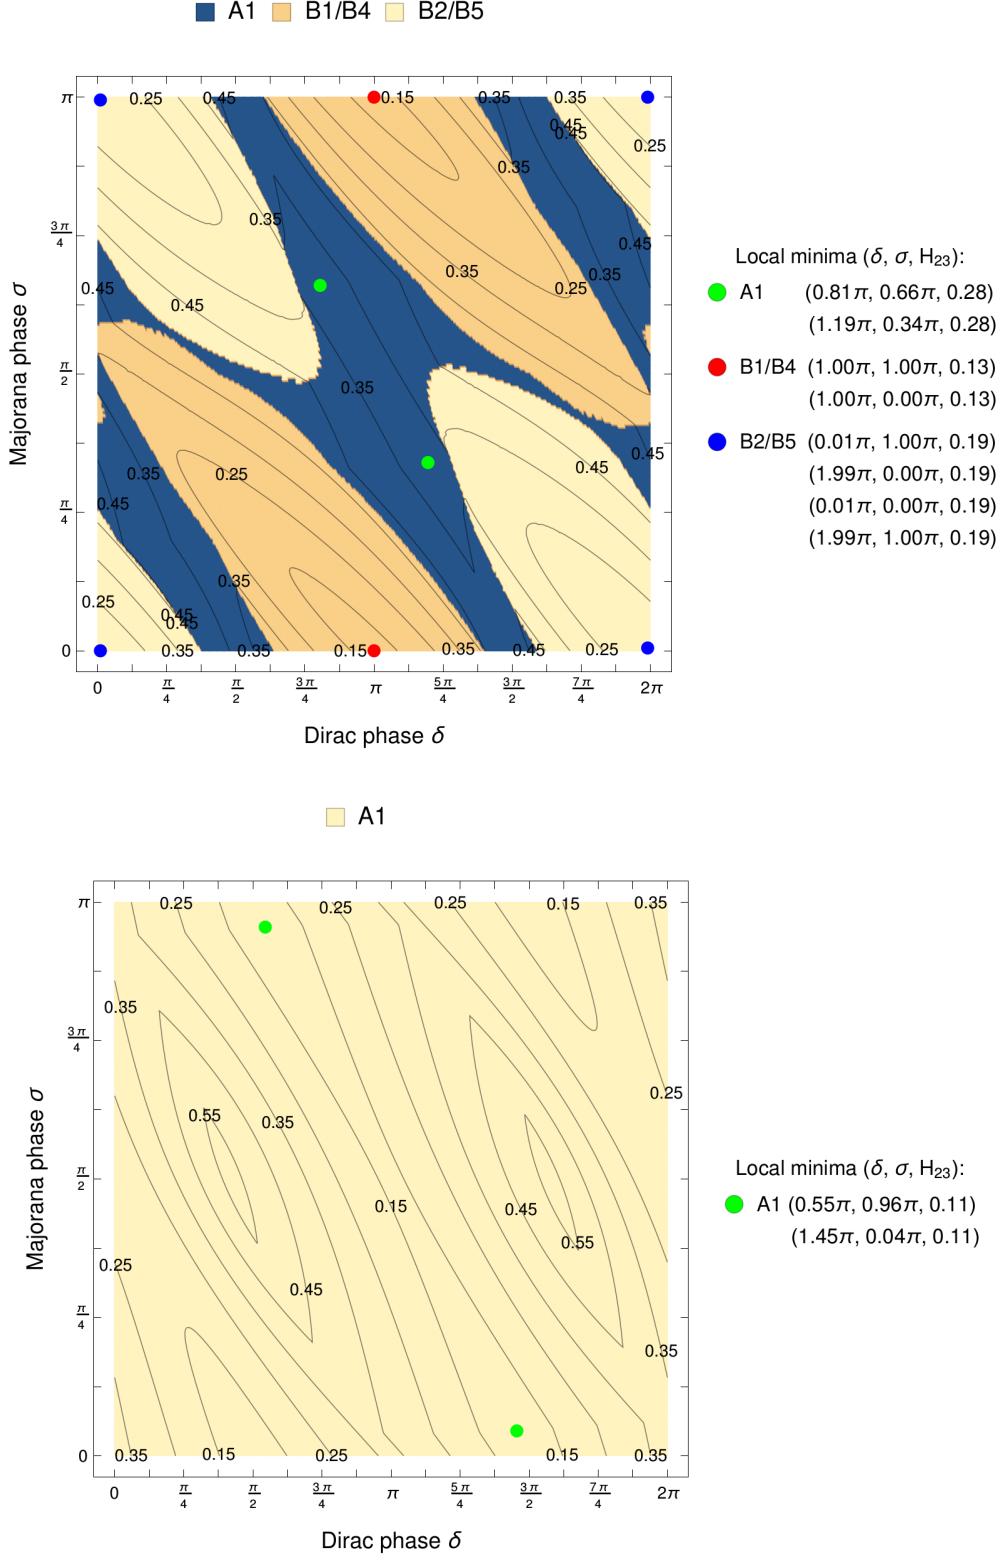 A1 B1/B4 B2/B5
π 0.25 0.45 0.15 0.35 0.35
0.45
0.45
0.25
0.35
3π/4 0.35
0.45
0.35
0.35
0.45 0.25
0.45
π/2 0.35
0.45
0.45
0.35 0.25
π/4 0.45
0.35
0.25
0.45
0.45
0 0.35 0.35 0.15 0.35 0.45 0.25
0 π/4 π/2 3π/4 π 5π/4 3π/2 7π/4 2π
Majorana phase σ
Dirac phase δ
Local minima (δ, σ, H₂₃):
A1 (0.81π, 0.66π, 0.28)
(1.19π, 0.34π, 0.28)
B1/B4 (1.00π, 1.00π, 0.13)
(1.00π, 0.00π, 0.13)
B2/B5 (0.01π, 1.00π, 0.19)
(1.99π, 0.00π, 0.19)
(0.01π, 0.00π, 0.19)
(1.99π, 1.00π, 0.19)
A1
π 0.25 0.25 0.25 0.15 0.35
0.35
3π/4
0.25
0.55 0.35
π/2
0.15 0.45
0.55
0.25
0.45
π/4
0.35
0 0.35 0.15 0.25 0.15 0.35
0 π/4 π/2 3π/4 π 5π/4 3π/2 7π/4 2π
Majorana phase σ
Dirac phase δ
Local minima (δ, σ, H₂₃):
A1 (0.55π, 0.96π, 0.11)
(1.45π, 0.04π, 0.11)